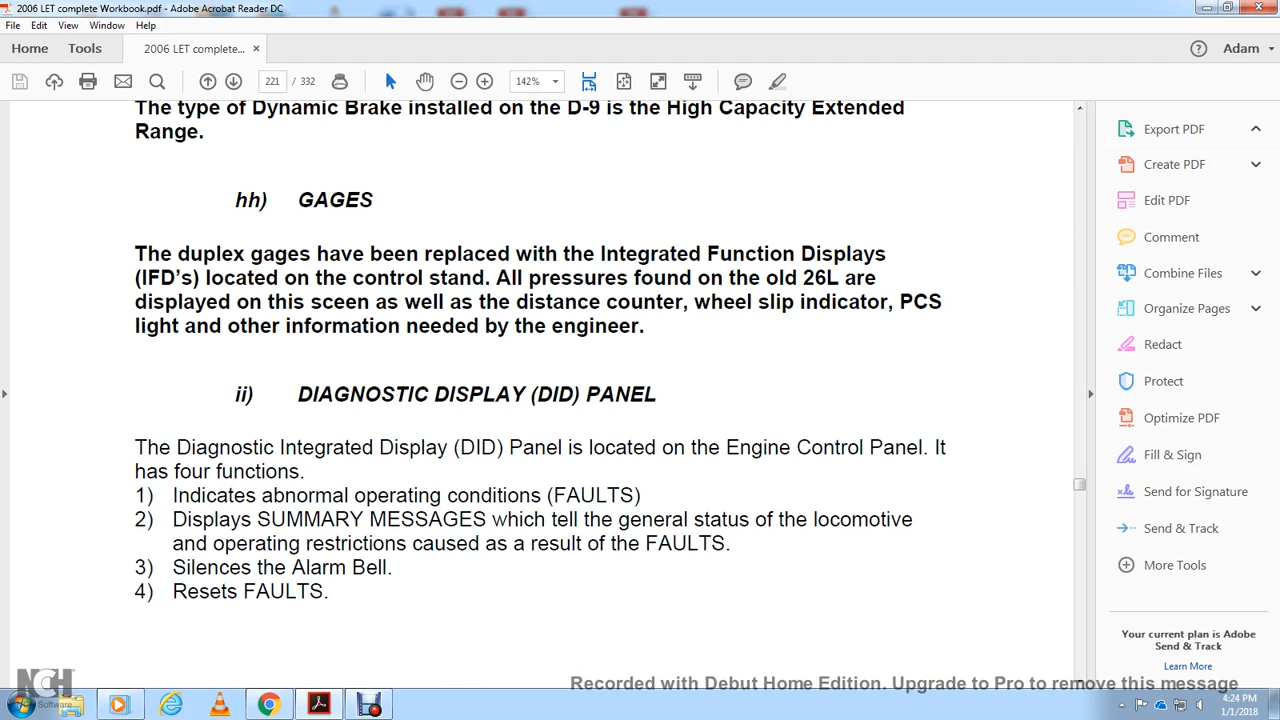 2006 LET complete Workbook.pdf - Adobe Acrobat Reader DC
File Edit View Window Help
Home Tools 2006 LET complete... × Adam
221 / 332 142%
The type of Dynamic Brake installed on the D-9 is the High Capacity Extended
Range.
hh) GAGES
The duplex gages have been replaced with the Integrated Function Displays
(IFD's) located on the control stand. All pressures found on the old 26L are
displayed on this sceen as well as the distance counter, wheel slip indicator, PCS
light and other information needed by the engineer.
ii) DIAGNOSTIC DISPLAY (DID) PANEL
The Diagnostic Integrated Display (DID) Panel is located on the Engine Control Panel. It
has four functions.
1) Indicates abnormal operating conditions (FAULTS)
2) Displays SUMMARY MESSAGES which tell the general status of the locomotive
and operating restrictions caused as a result of the FAULTS.
3) Silences the Alarm Bell.
4) Resets FAULTS.
Export PDF
Create PDF
Edit PDF
Comment
Combine Files
Organize Pages
Redact
Protect
Optimize PDF
Fill & Sign
Send for Signature
Send & Track
More Tools
Your current plan is Adobe
Send & Track
Learn More
NCH
Software
Recorded with Debut Home Edition. Upgrade to Pro to remove this message
4:24 PM
1/1/2018